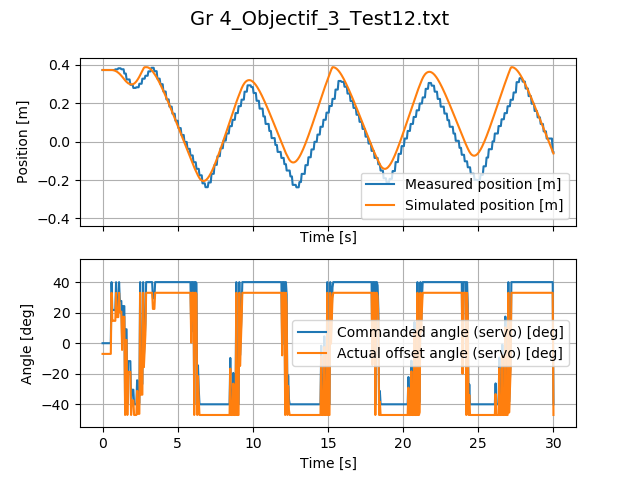 Gr 4_Objectif_3_Test12.txt
0.4
0.2
0.0
−0.2
−0.4
Position [m]
Measured position [m]
Simulated position [m]
Time [s]
40
20
0
−20
−40
Angle [deg]
Commanded angle (servo) [deg]
Actual offset angle (servo) [deg]
0 5 10 15 20 25 30
Time [s]